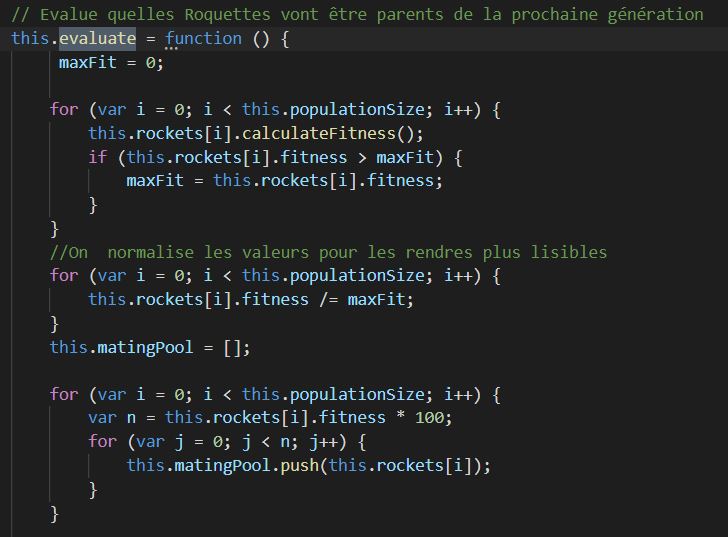 // Evalue quelles Roquettes vont être parents de la prochaine génération
this.evaluate = function () {
maxFit = 0;
for (var i = 0; i < this.populationSize; i++) {
this.rockets[i].calculateFitness();
if (this.rockets[i].fitness > maxFit) {
maxFit = this.rockets[i].fitness;
}
}
//On  normalise les valeurs pour les rendres plus lisibles
for (var i = 0; i < this.populationSize; i++) {
this.rockets[i].fitness /= maxFit;
}
this.matingPool = [];
for (var i = 0; i < this.populationSize; i++) {
var n = this.rockets[i].fitness * 100;
for (var j = 0; j < n; j++) {
this.matingPool.push(this.rockets[i]);
}
}